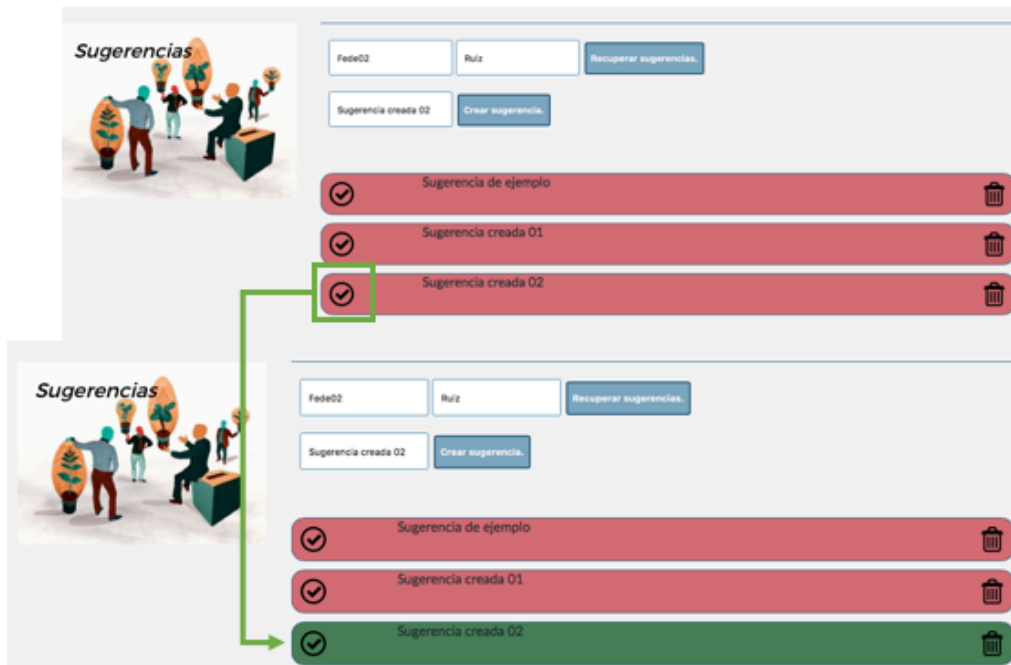 Sugerencias
Fede02
Ruiz
Recuperar sugerencias.
Sugerencia creada 02
Crear sugerencia.
Sugerencia de ejemplo
Sugerencia creada 01
Sugerencia creada 02
Sugerencias
Fede02
Ruiz
Recuperar sugerencias.
Sugerencia creada 02
Crear sugerencia.
Sugerencia de ejemplo
Sugerencia creada 01
Sugerencia creada 02